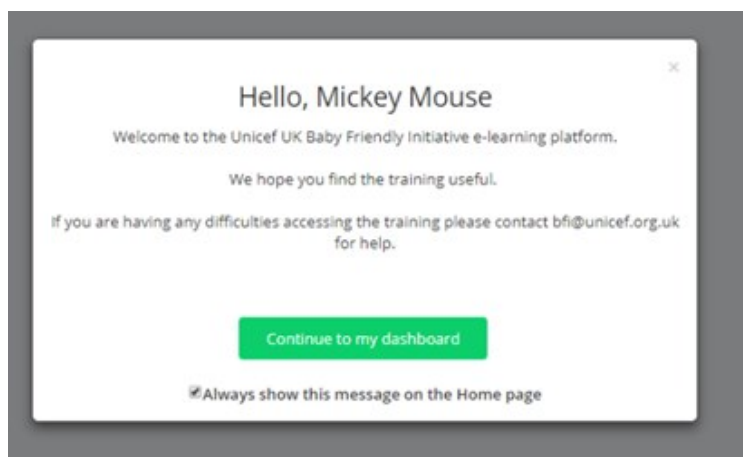 Hello, Mickey Mouse
Welcome to the Unicef UK Baby Friendly Initiative e-learning platform.
We hope you find the training useful.
If you are having any difficulties accessing the training please contact bfi@unicef.org.uk
for help.
Continue to my dashboard
Always show this message on the Home page